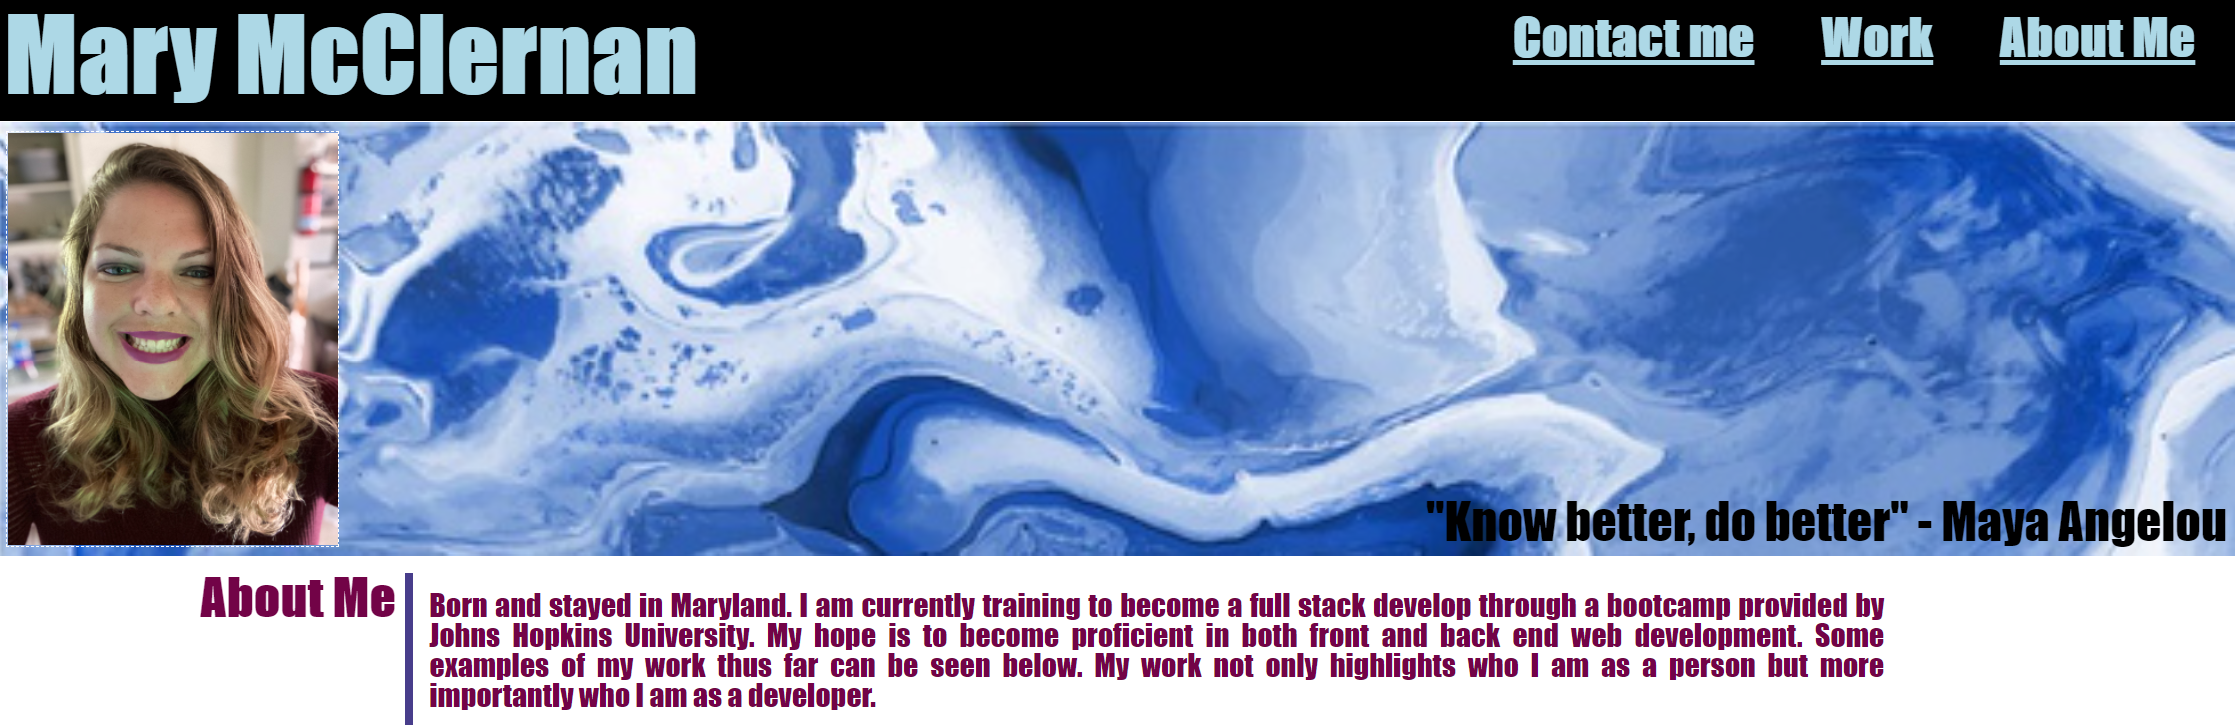 Mary McClernan
Contact me Work About Me
"Know better, do better" - Maya Angelou
About Me
Born and stayed in Maryland. I am currently training to become a full stack develop through a bootcamp provided by
Johns Hopkins University. My hope is to become proficient in both front and back end web development. Some
examples of my work thus far can be seen below. My work not only highlights who I am as a person but more
importantly who I am as a developer.